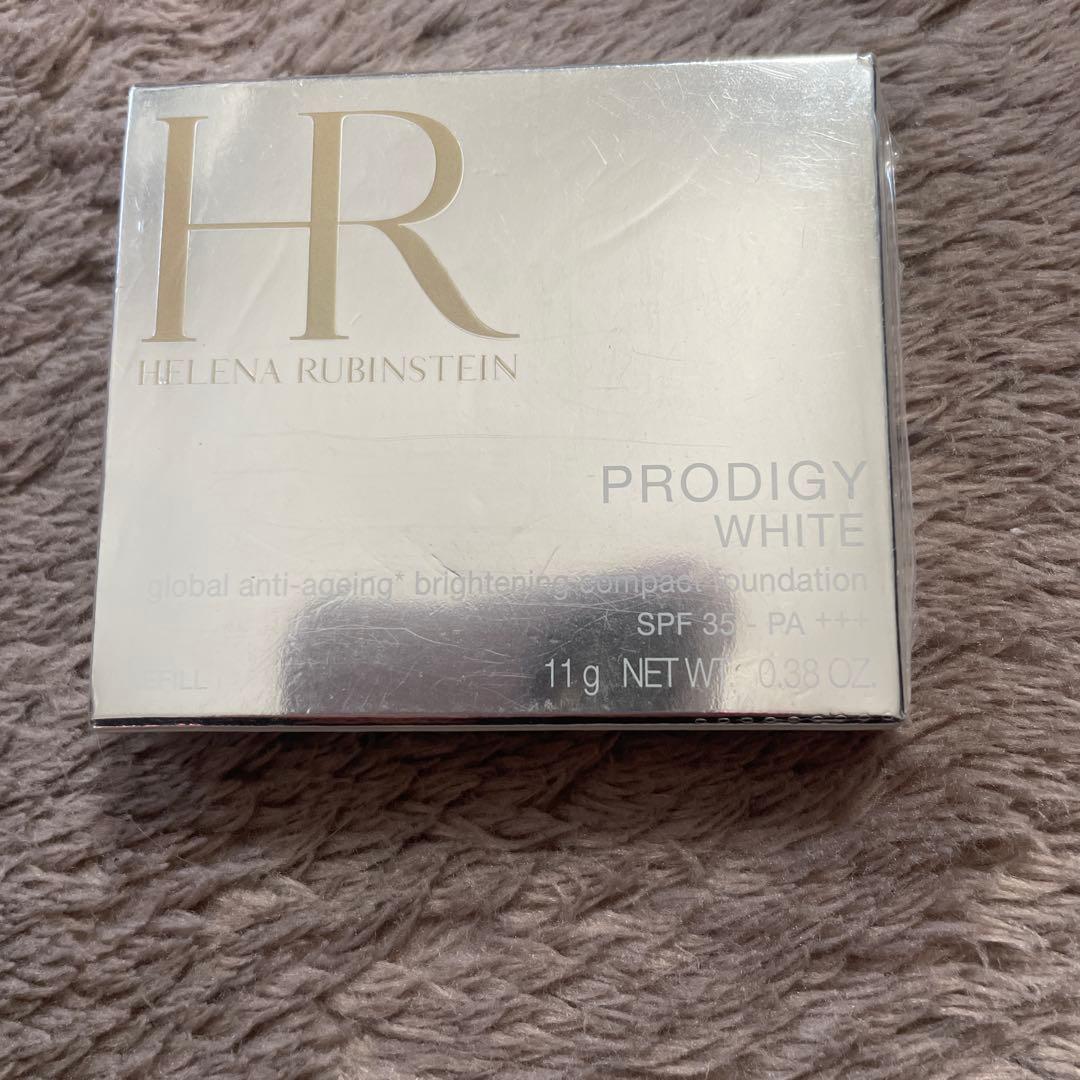 HR
HELENA RUBINSTEIN
PRODIGY
WHITE
global anti-ageing* brightening compact foundation
SPF 35 - PA +++
11 g NET WT. 0.38 OZ.